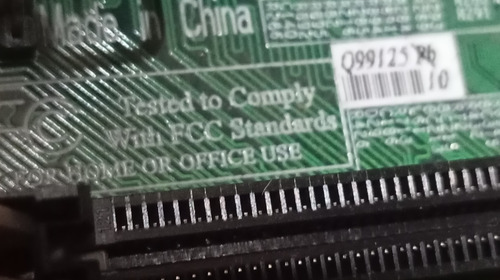 Made in China
Q99125
10
Tested to Comply
With FCC Standards
FOR HOME OR OFFICE USE